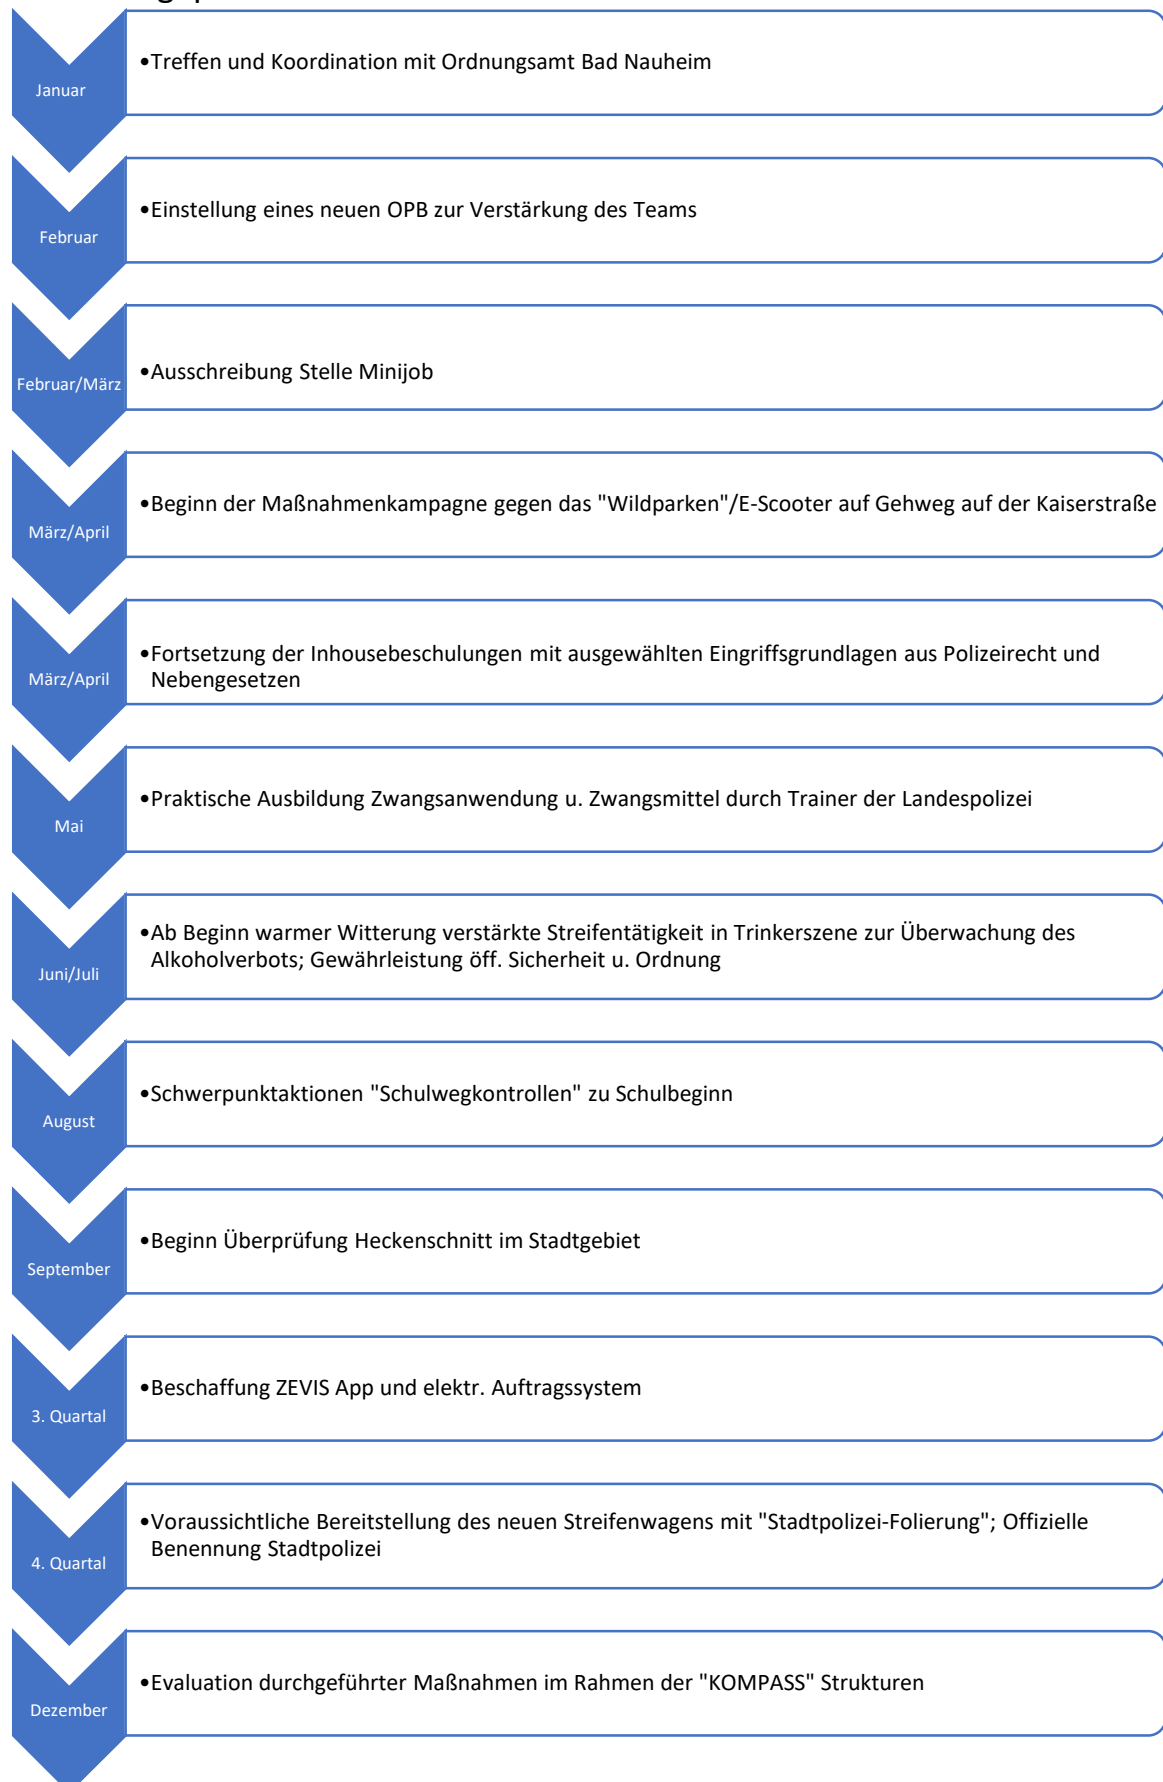 Januar
•Treffen und Koordination mit Ordnungsamt Bad Nauheim
Februar
•Einstellung eines neuen OPB zur Verstärkung des Teams
Februar/März
•Ausschreibung Stelle Minijob
März/April
•Beginn der Maßnahmenkampagne gegen das "Wildparken"/E-Scooter auf Gehweg auf der Kaiserstraße
März/April
•Fortsetzung der Inhousebeschulungen mit ausgewählten Eingriffsgrundlagen aus Polizeirecht und
Nebengesetzen
Mai
•Praktische Ausbildung Zwangsanwendung u. Zwangsmittel durch Trainer der Landespolizei
Juni/Juli
•Ab Beginn warmer Witterung verstärkte Streifentätigkeit in Trinkerszene zur Überwachung des
Alkoholverbots; Gewährleistung öff. Sicherheit u. Ordnung
August
•Schwerpunktaktionen "Schulwegkontrollen" zu Schulbeginn
September
•Beginn Überprüfung Heckenschnitt im Stadtgebiet
3. Quartal
•Beschaffung ZEVIS App und elektr. Auftragssystem
4. Quartal
•Voraussichtliche Bereitstellung des neuen Streifenwagens mit "Stadtpolizei-Folierung"; Offizielle
Benennung Stadtpolizei
Dezember
•Evaluation durchgeführter Maßnahmen im Rahmen der "KOMPASS" Strukturen